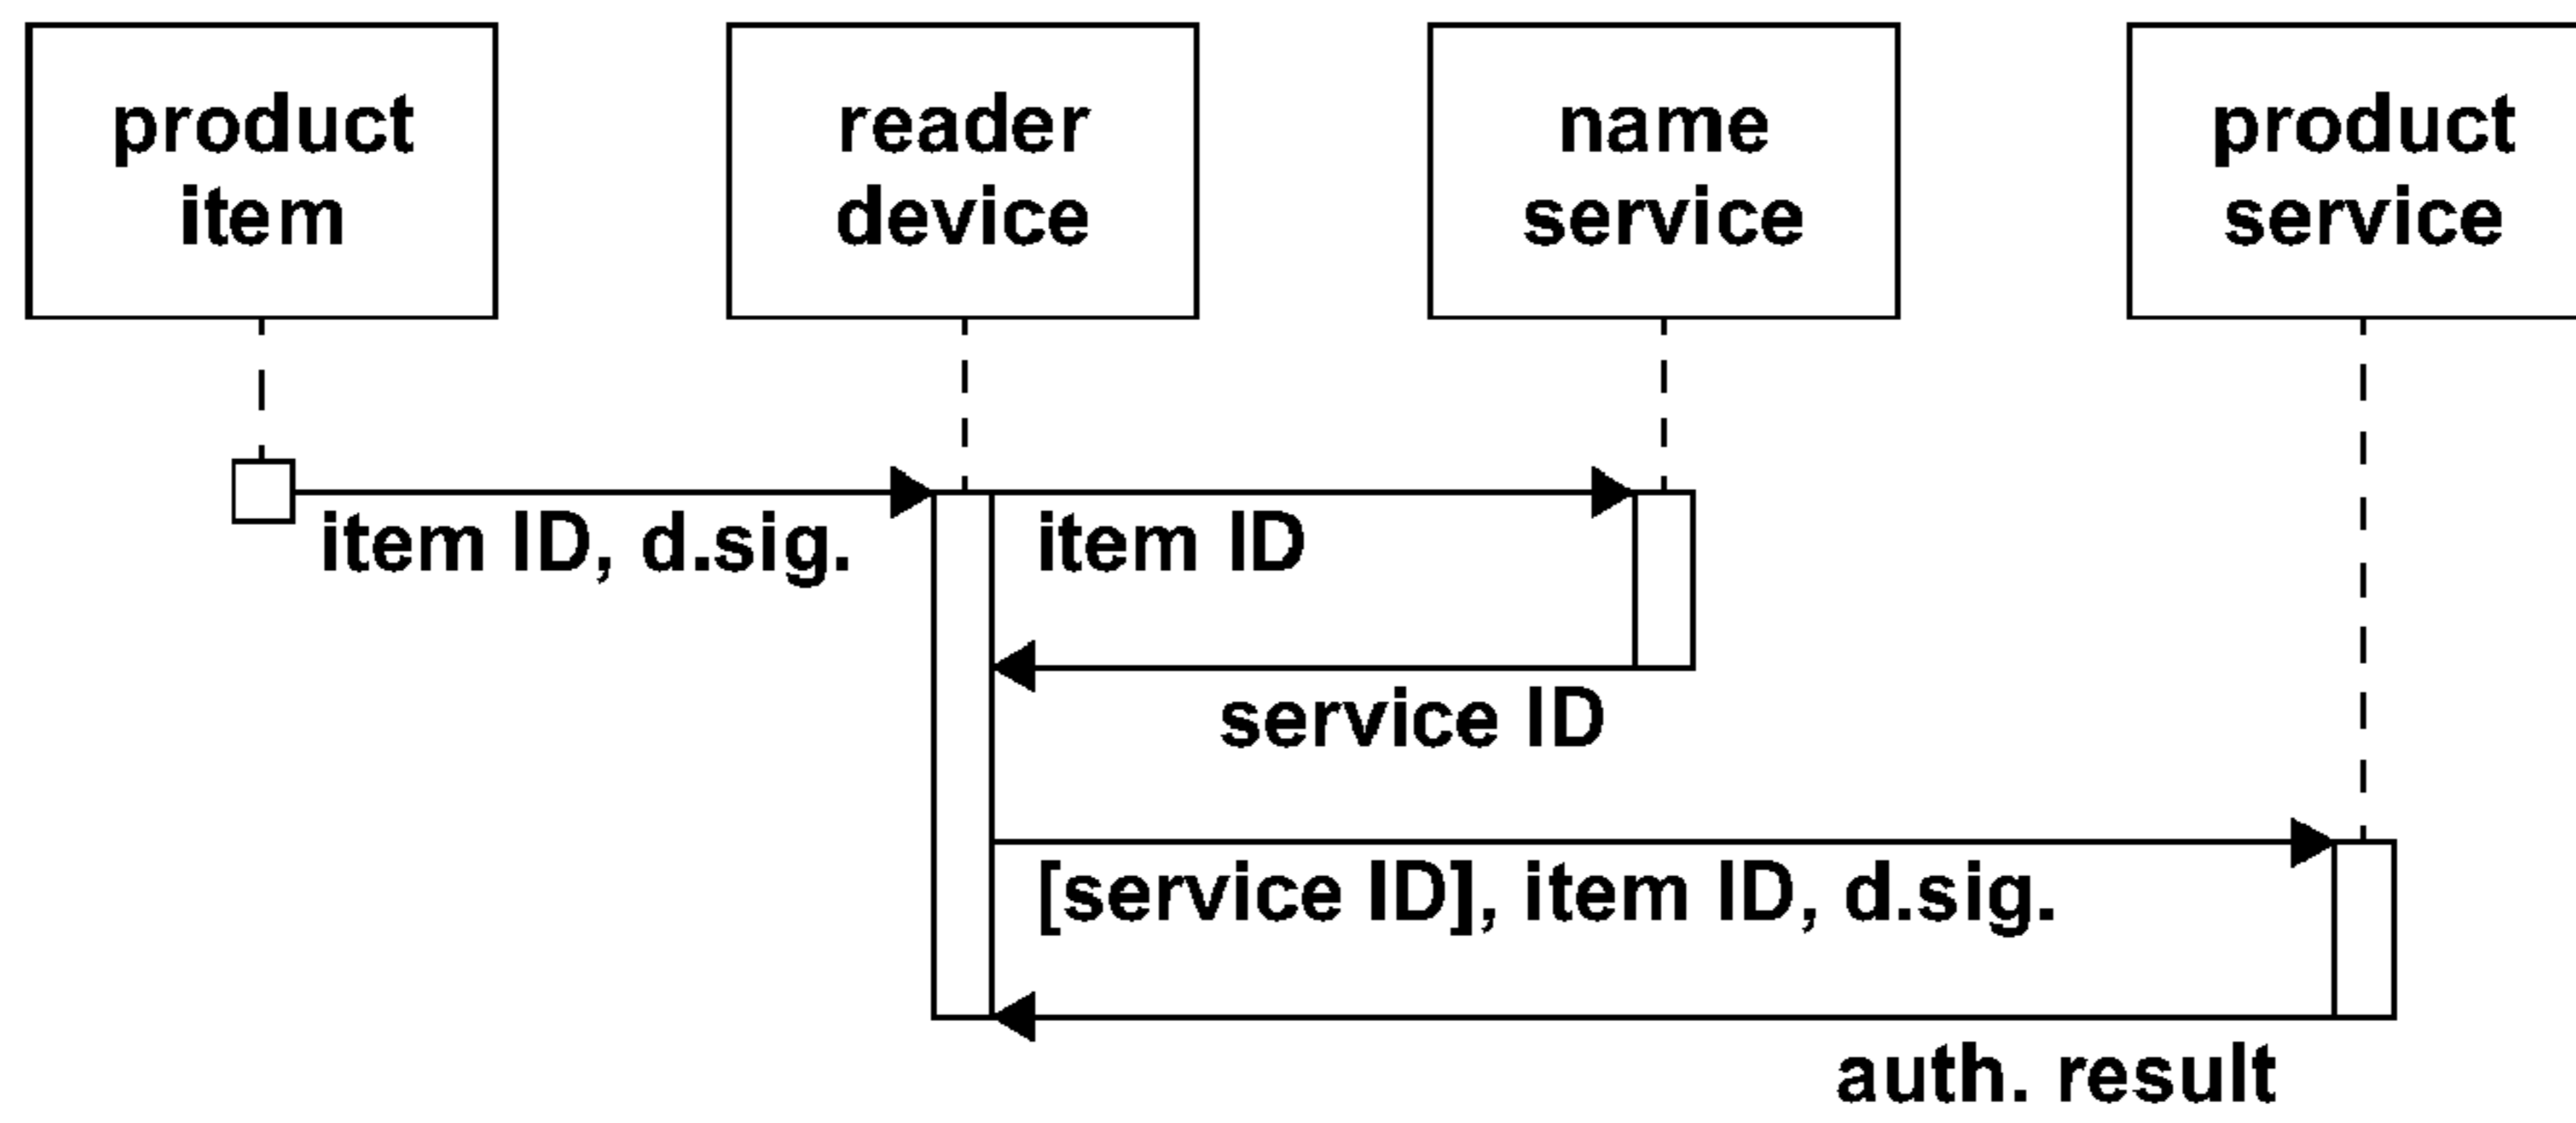 product
item
reader
device
name
service
product
service
item ID, d.sig.
item ID
service ID
[service ID], item ID, d.sig.
auth. result